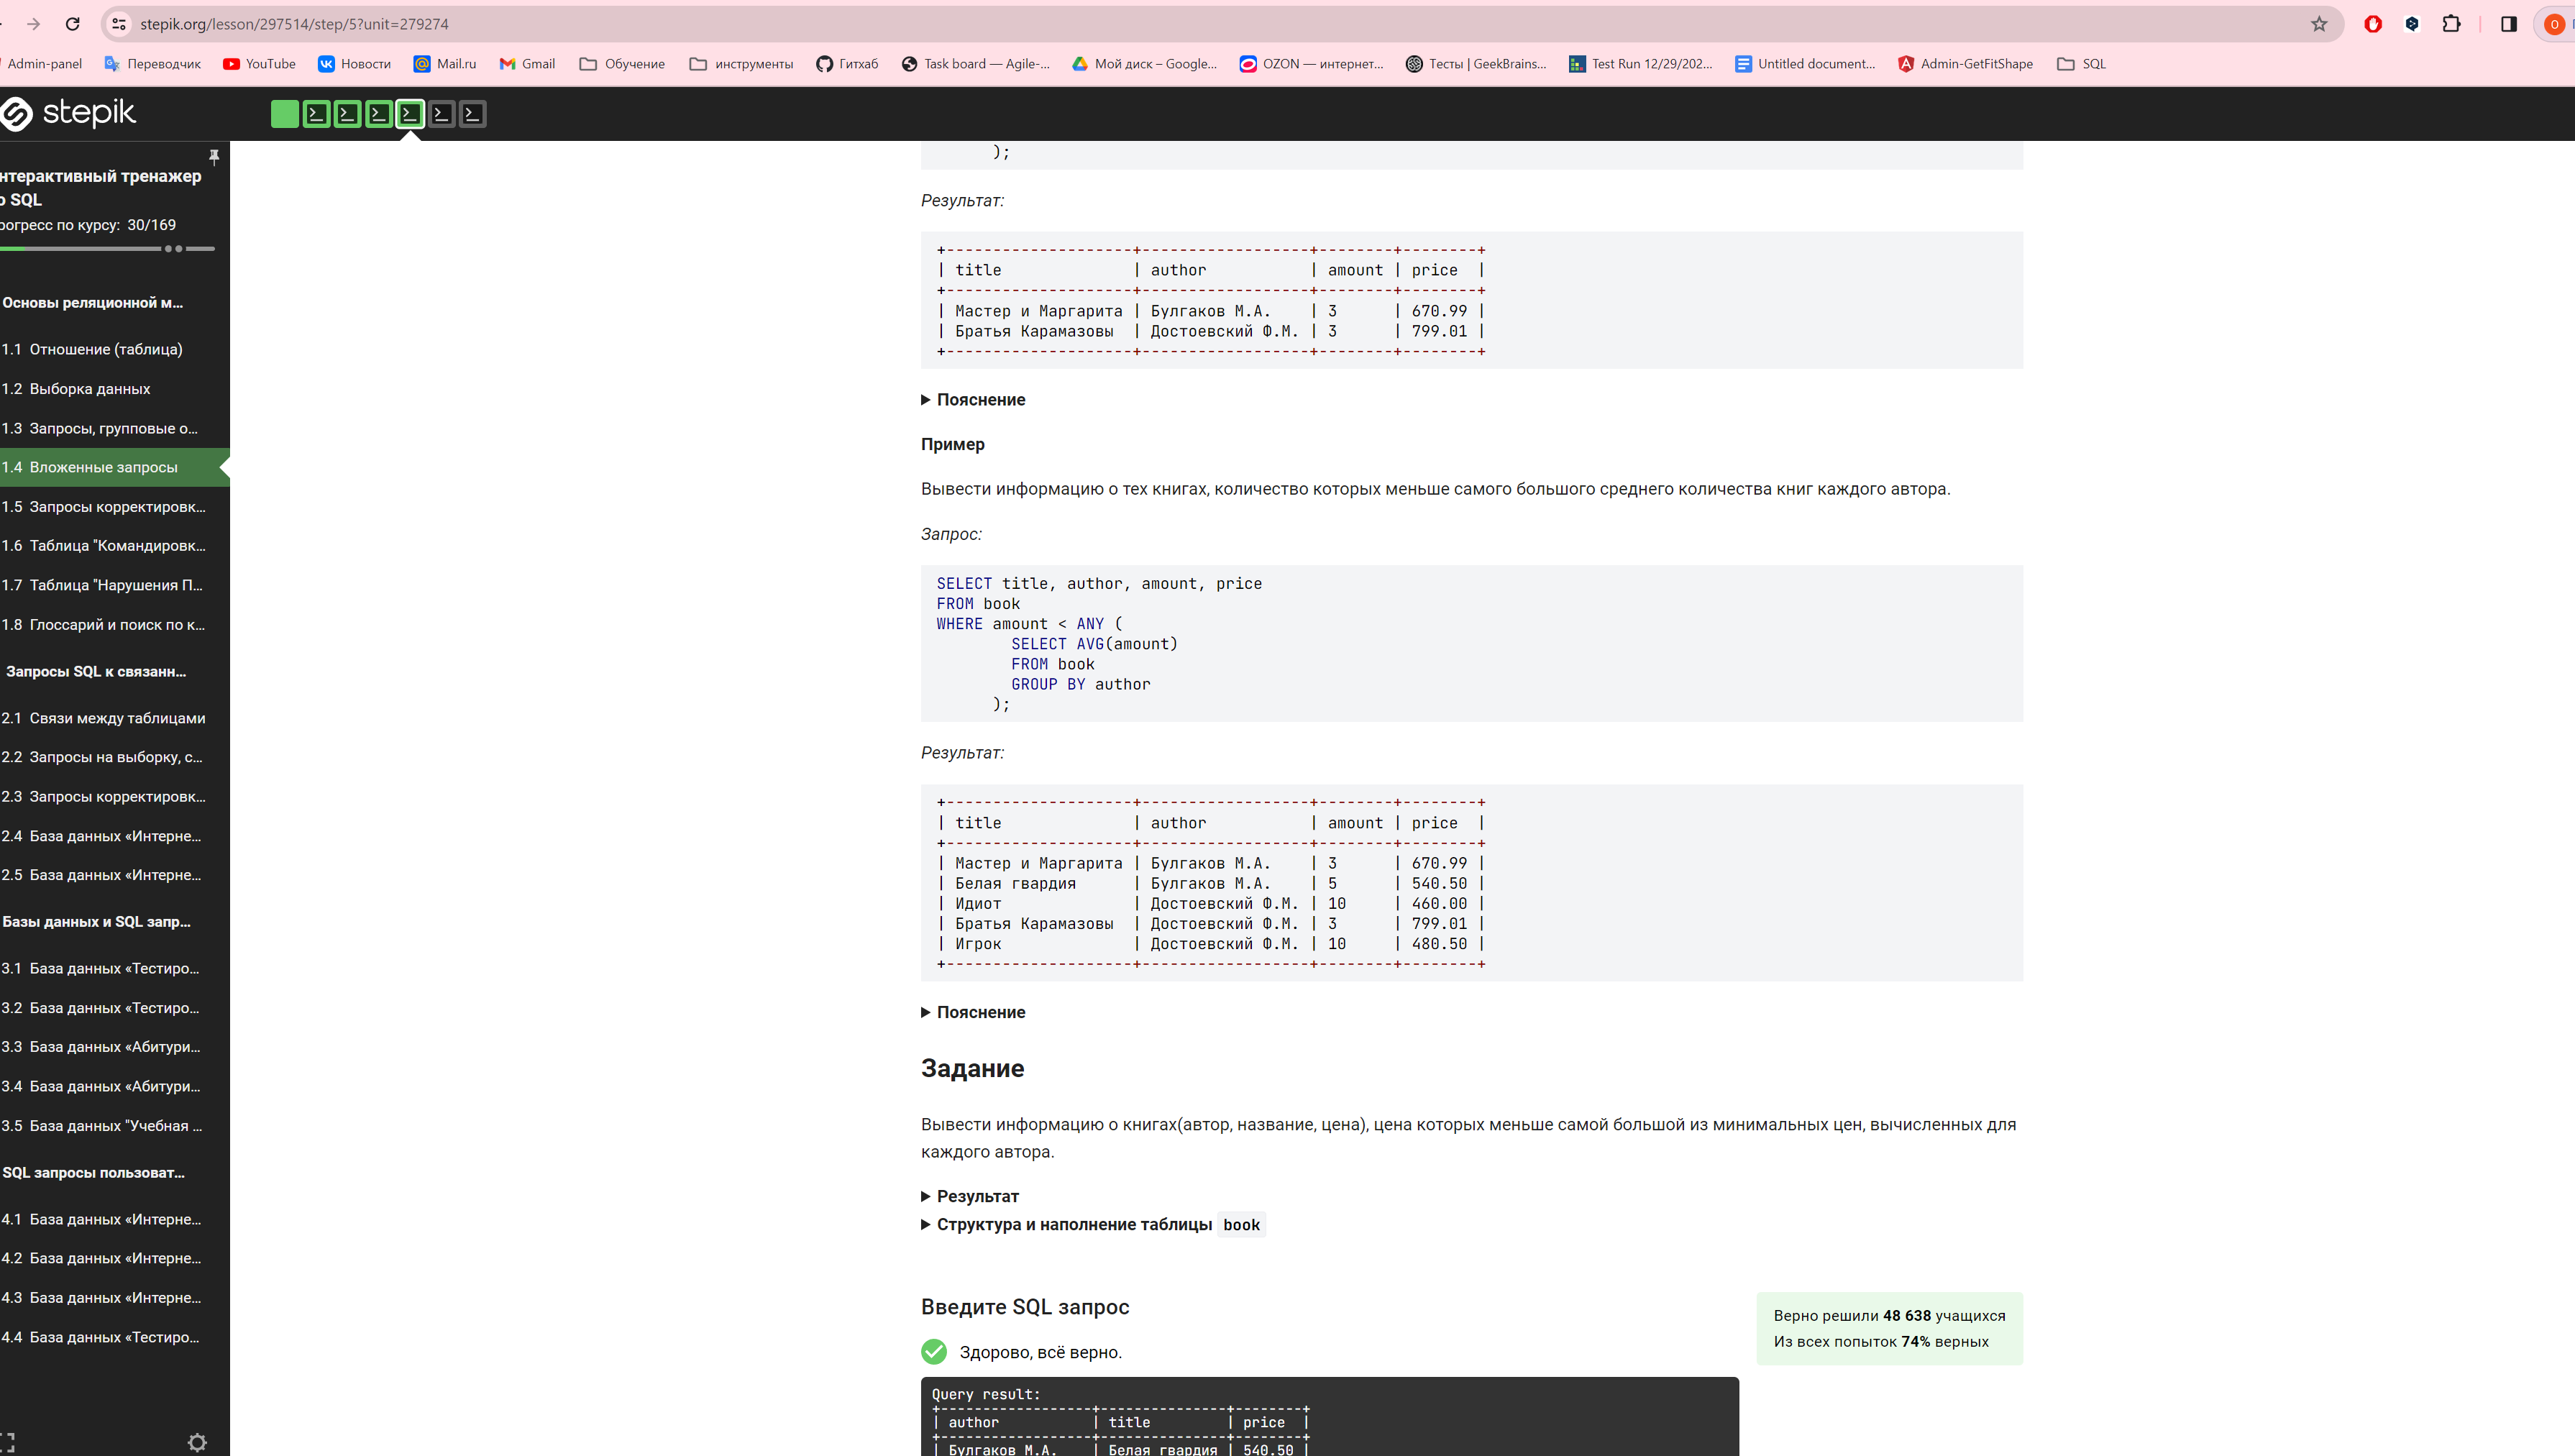 stepik.org/lesson/297514/step/5?unit=279274
Admin-panel Переводчик YouTube Новости Mail.ru Gmail Обучение инструменты Гитхаб Task board — Agile-... Мой диск – Google... OZON — интернет... Тесты | GeekBrains... Test Run 12/29/202... Untitled document... Admin-GetFitShape SQL
stepik
нтерактивный тренажер
о SQL
рогресс по курсу: 30/169
Основы реляционной м...
1.1 Отношение (таблица)
1.2 Выборка данных
1.3 Запросы, групповые о...
1.4 Вложенные запросы
1.5 Запросы корректировк...
1.6 Таблица "Командировк...
1.7 Таблица "Нарушения П...
1.8 Глоссарий и поиск по к...
Запросы SQL к связанн...
2.1 Связи между таблицами
2.2 Запросы на выборку, с...
2.3 Запросы корректировк...
2.4 База данных «Интерне...
2.5 База данных «Интерне...
Базы данных и SQL запр...
3.1 База данных «Тестиро...
3.2 База данных «Тестиро...
3.3 База данных «Абитури...
3.4 База данных «Абитури...
3.5 База данных "Учебная ...
SQL запросы пользоват...
4.1 База данных «Интерне...
4.2 База данных «Интерне...
4.3 База данных «Интерне...
4.4 База данных «Тестиро...
);
Результат:
+--------------------+------------------+--------+--------+
| title              | author           | amount | price  |
+--------------------+------------------+--------+--------+
| Мастер и Маргарита | Булгаков М.А.    | 3      | 670.99 |
| Братья Карамазовы  | Достоевский Ф.М. | 3      | 799.01 |
+--------------------+------------------+--------+--------+
Пояснение
Пример
Вывести информацию о тех книгах, количество которых меньше самого большого среднего количества книг каждого автора.
Запрос:
SELECT title, author, amount, price
FROM book
WHERE amount < ANY (
        SELECT AVG(amount)
        FROM book
        GROUP BY author
      );
Результат:
+--------------------+------------------+--------+--------+
| title              | author           | amount | price  |
+--------------------+------------------+--------+--------+
| Мастер и Маргарита | Булгаков М.А.    | 3      | 670.99 |
| Белая гвардия      | Булгаков М.А.    | 5      | 540.50 |
| Идиот              | Достоевский Ф.М. | 10     | 460.00 |
| Братья Карамазовы  | Достоевский Ф.М. | 3      | 799.01 |
| Игрок              | Достоевский Ф.М. | 10     | 480.50 |
+--------------------+------------------+--------+--------+
Пояснение
Задание
Вывести информацию о книгах(автор, название, цена), цена которых меньше самой большой из минимальных цен, вычисленных для
каждого автора.
Результат
Структура и наполнение таблицы book
Введите SQL запрос
Верно решили 48 638 учащихся
Из всех попыток 74% верных
Здорово, всё верно.
Query result:
+------------------+---------------+--------+
| author           | title         | price  |
+------------------+---------------+--------+
| Булгаков М.А.    | Белая гвардия | 540.50 |